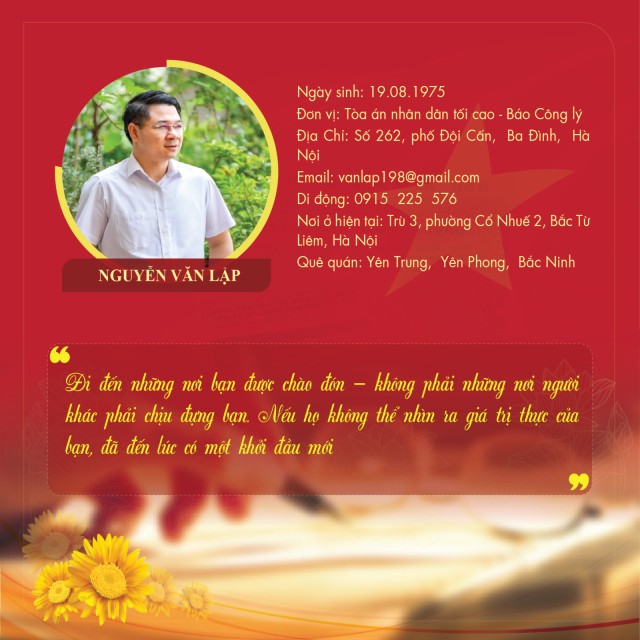 Ngày sinh: 19.08.1975
Đơn vị: Tòa án nhân dân tối cao - Báo Công lý
Địa Chỉ: Số 262, phố Đội Cấn, Ba Đình, Hà
Nội
Email: vanlap198@gmail.com
Di động: 0915 225 576
Nơi ở hiện tại: Trù 3, phường Cổ Nhuế 2, Bắc Từ
Liêm, Hà Nội
Quê quán: Yên Trung, Yên Phong, Bắc Ninh
NGUYỄN VĂN LẬP
❝
Đi đến những nơi bạn được chào đón – không phải những nơi người
khác phải chịu đựng bạn. Nếu họ không thể nhìn ra giá trị thực của
bạn, đã đến lúc có một khởi đầu mới
❞